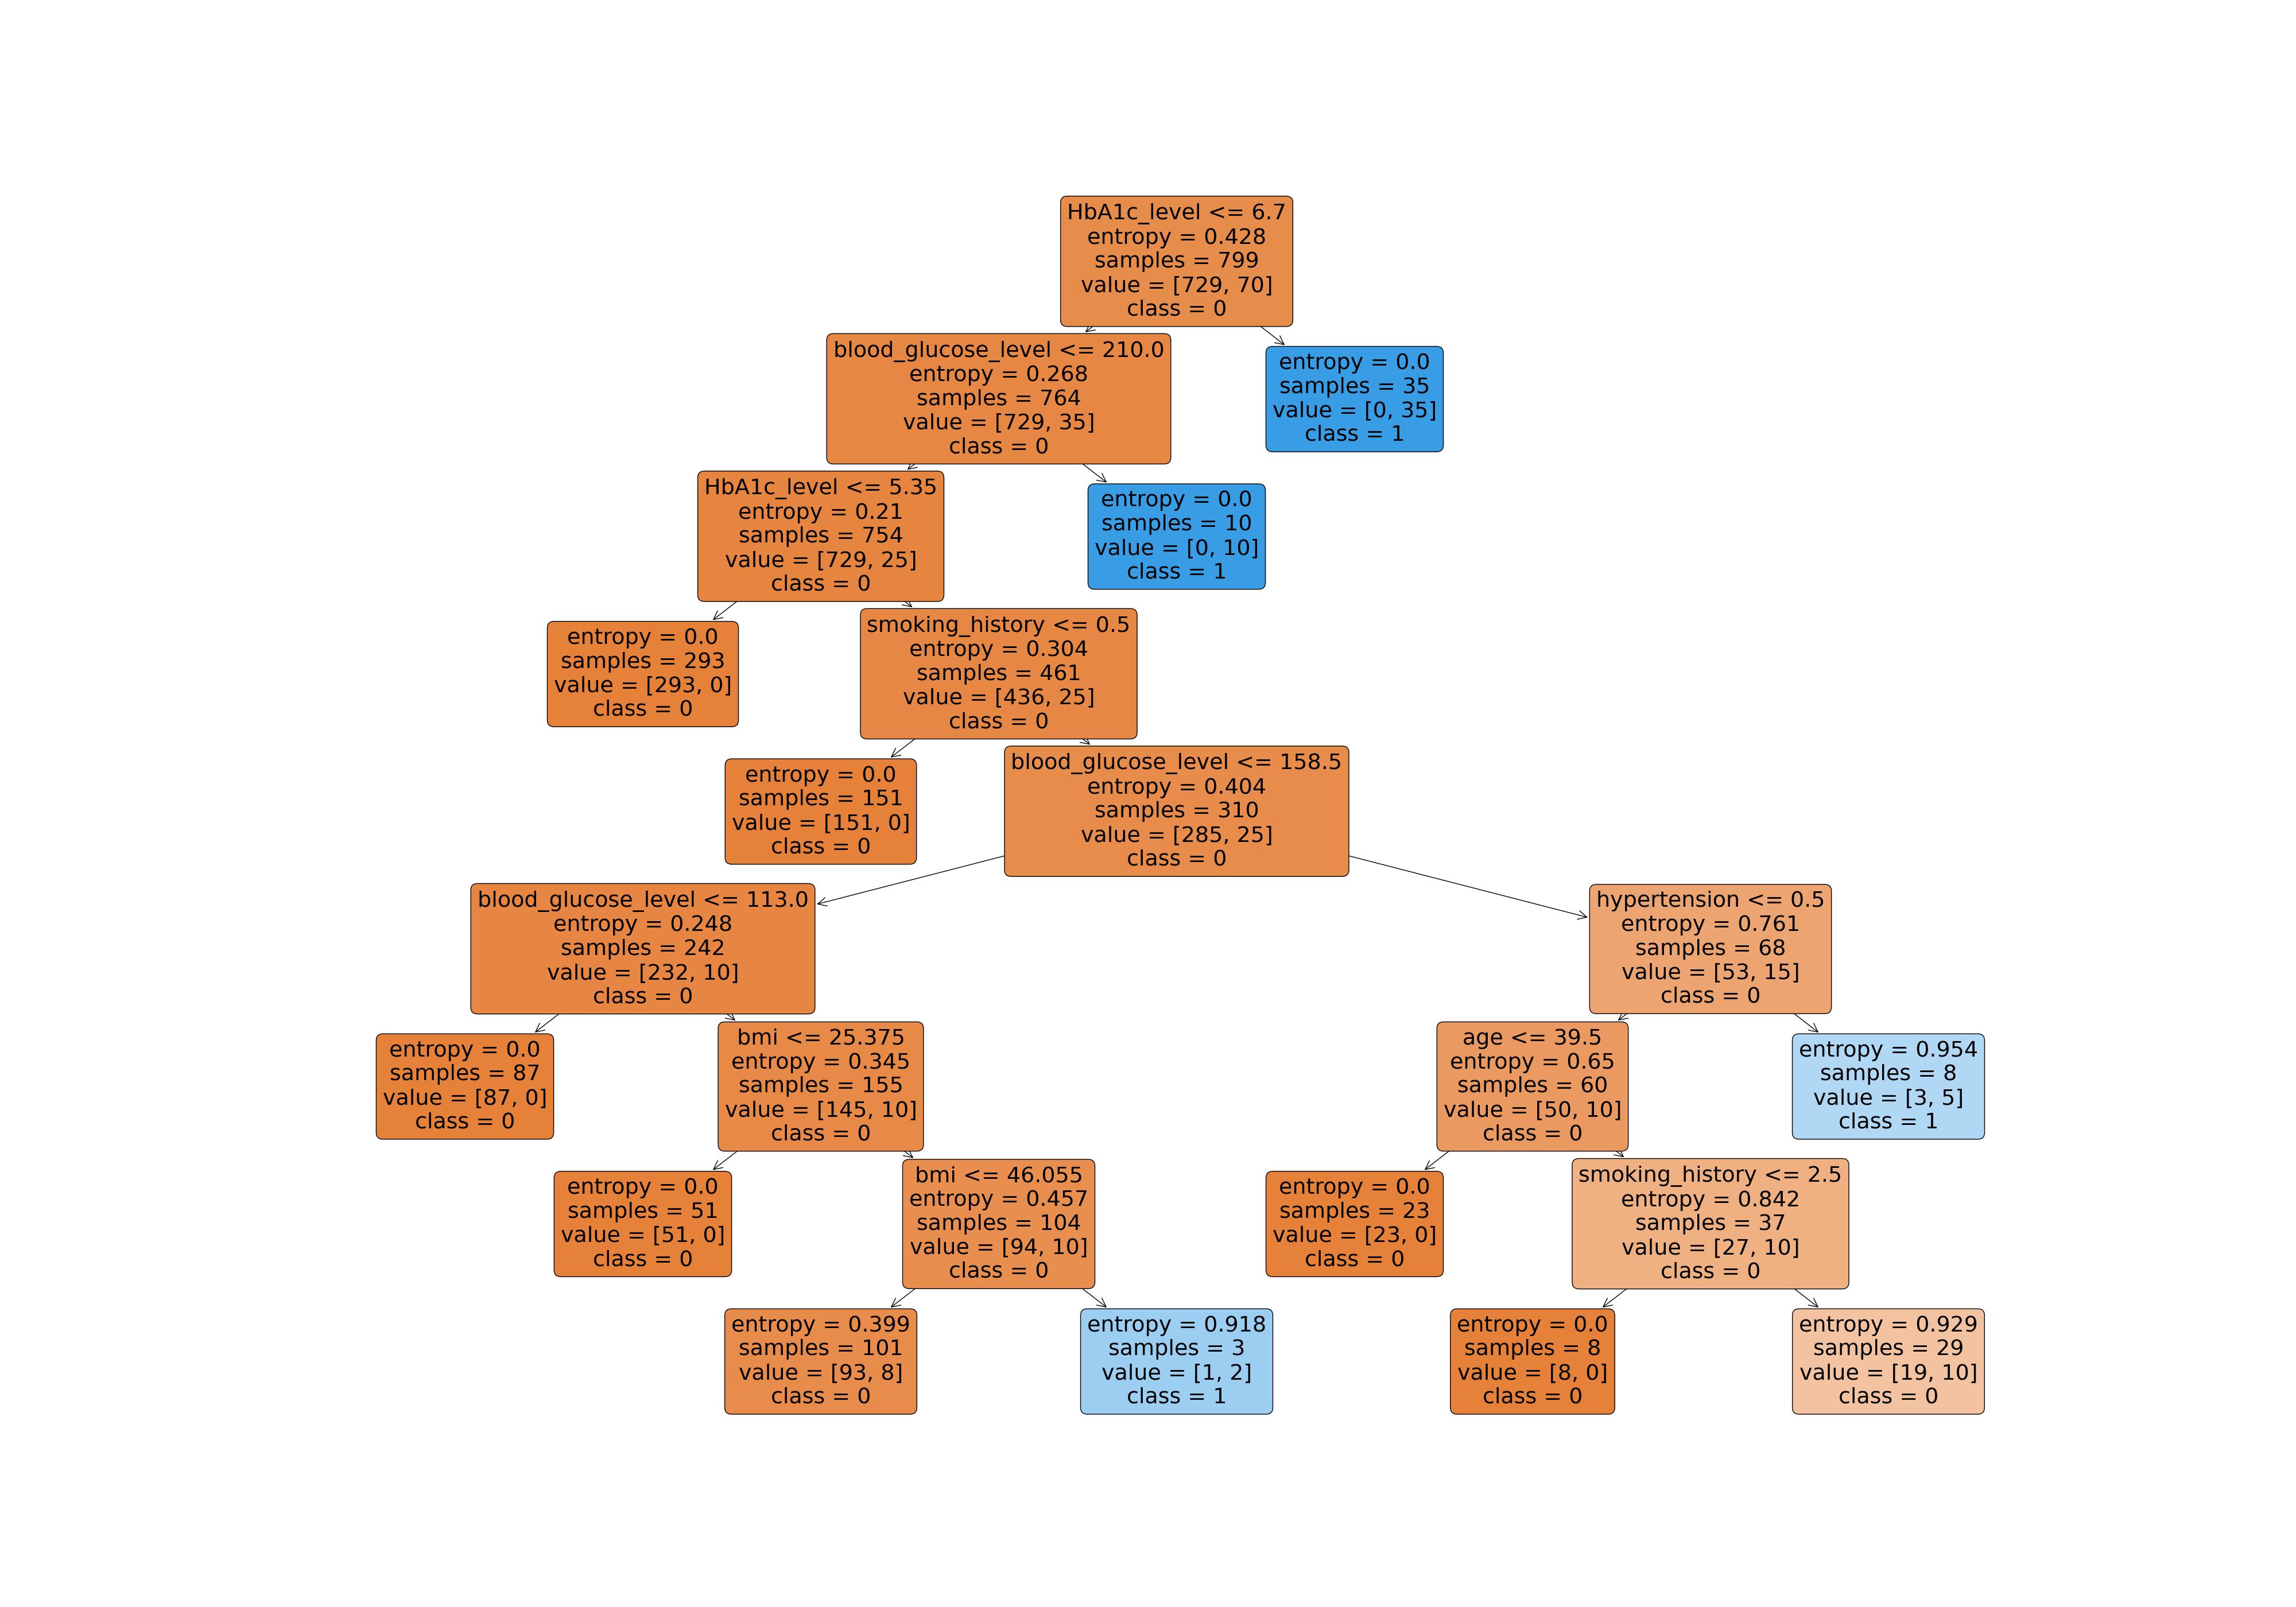 HbA1c_level <= 6.7
entropy = 0.428
samples = 799
value = [729, 70]
class = 0
blood_glucose_level <= 210.0
entropy = 0.268
samples = 764
value = [729, 35]
class = 0
entropy = 0.0
samples = 35
value = [0, 35]
class = 1
HbA1c_level <= 5.35
entropy = 0.21
samples = 754
value = [729, 25]
class = 0
entropy = 0.0
samples = 10
value = [0, 10]
class = 1
entropy = 0.0
samples = 293
value = [293, 0]
class = 0
smoking_history <= 0.5
entropy = 0.304
samples = 461
value = [436, 25]
class = 0
entropy = 0.0
samples = 151
value = [151, 0]
class = 0
blood_glucose_level <= 158.5
entropy = 0.404
samples = 310
value = [285, 25]
class = 0
blood_glucose_level <= 113.0
entropy = 0.248
samples = 242
value = [232, 10]
class = 0
hypertension <= 0.5
entropy = 0.761
samples = 68
value = [53, 15]
class = 0
entropy = 0.0
samples = 87
value = [87, 0]
class = 0
bmi <= 25.375
entropy = 0.345
samples = 155
value = [145, 10]
class = 0
age <= 39.5
entropy = 0.65
samples = 60
value = [50, 10]
class = 0
entropy = 0.954
samples = 8
value = [3, 5]
class = 1
entropy = 0.0
samples = 51
value = [51, 0]
class = 0
bmi <= 46.055
entropy = 0.457
samples = 104
value = [94, 10]
class = 0
entropy = 0.0
samples = 23
value = [23, 0]
class = 0
smoking_history <= 2.5
entropy = 0.842
samples = 37
value = [27, 10]
class = 0
entropy = 0.399
samples = 101
value = [93, 8]
class = 0
entropy = 0.918
samples = 3
value = [1, 2]
class = 1
entropy = 0.0
samples = 8
value = [8, 0]
class = 0
entropy = 0.929
samples = 29
value = [19, 10]
class = 0